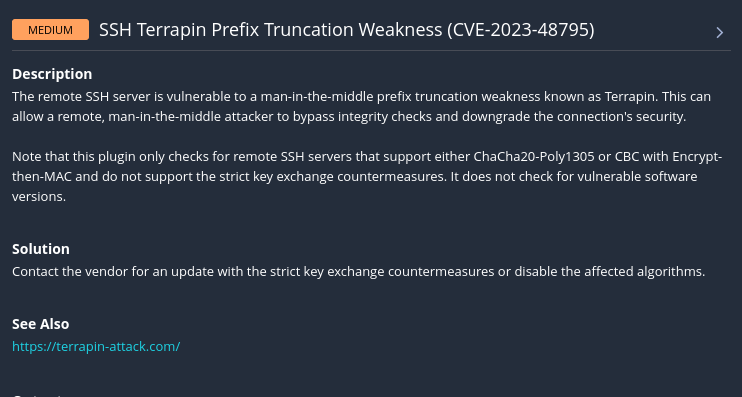 MEDIUM SSH Terrapin Prefix Truncation Weakness (CVE-2023-48795)
Description
The remote SSH server is vulnerable to a man-in-the-middle prefix truncation weakness known as Terrapin. This can
allow a remote, man-in-the-middle attacker to bypass integrity checks and downgrade the connection's security.
Note that this plugin only checks for remote SSH servers that support either ChaCha20-Poly1305 or CBC with Encrypt-
then-MAC and do not support the strict key exchange countermeasures. It does not check for vulnerable software
versions.
Solution
Contact the vendor for an update with the strict key exchange countermeasures or disable the affected algorithms.
See Also
https://terrapin-attack.com/